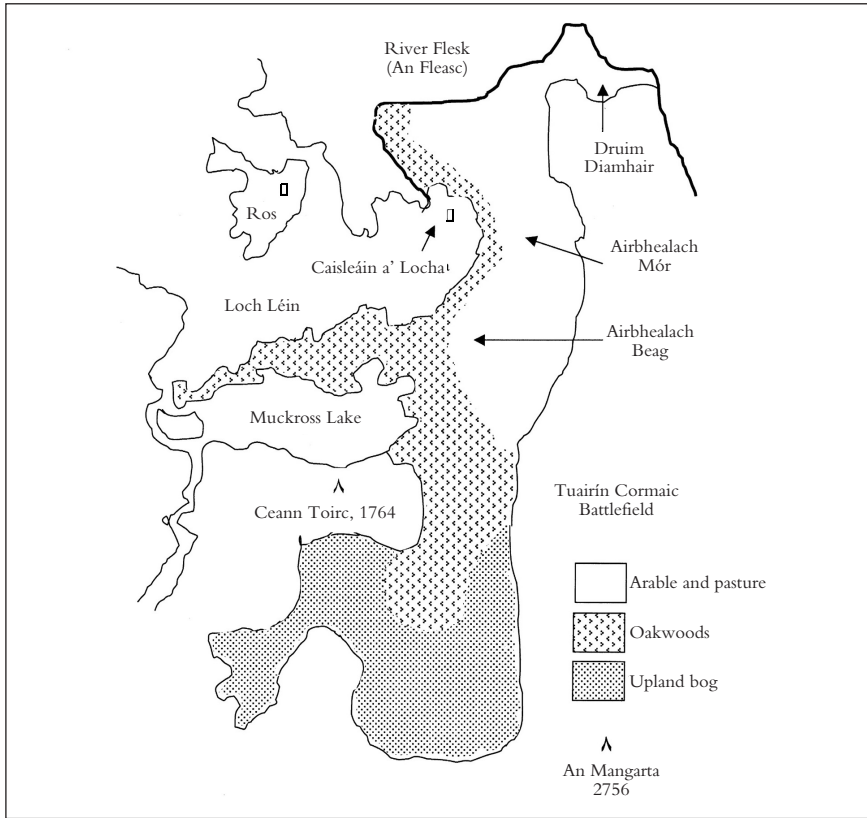 River Flesk
(An Fleasc)
Druim
Diamhair
Ros
Airbhealach
Mór
Caisleáin a’ Locha
Loch Léin
Airbhealach
Beag
Muckross Lake
Tuairín Cormaic
Battlefield
Ceann Toirc, 1764
Arable and pasture
Oakwoods
Upland bog
An Mangarta
2756